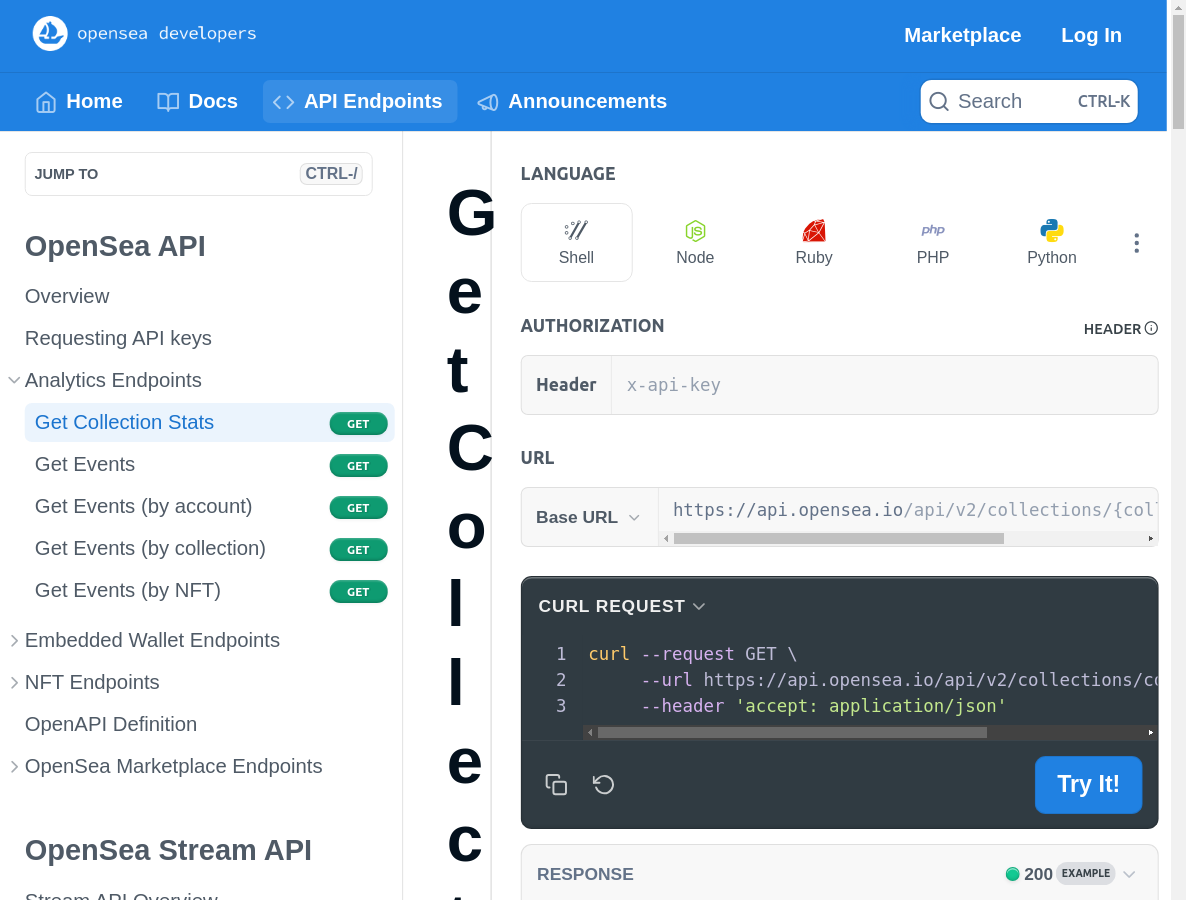 opensea developers
Marketplace
Log In
Home
Docs
API Endpoints
Announcements
Search
CTRL-K
JUMP TO
CTRL-/
OpenSea API
Overview
Requesting API keys
Analytics Endpoints
Get Collection Stats
GET
Get Events
GET
Get Events (by account)
GET
Get Events (by collection)
GET
Get Events (by NFT)
GET
Embedded Wallet Endpoints
NFT Endpoints
OpenAPI Definition
OpenSea Marketplace Endpoints
OpenSea Stream API
Stream API Overview
G
e
t
C
o
l
l
e
c
t
LANGUAGE
Shell
Node
Ruby
php
PHP
Python
AUTHORIZATION
HEADER
Header
x-api-key
URL
Base URL
https://api.opensea.io/api/v2/collections/{col
CURL REQUEST
1 curl --request GET \
2 --url https://api.opensea.io/api/v2/collections/co
3 --header 'accept: application/json'
Try It!
RESPONSE
200
EXAMPLE